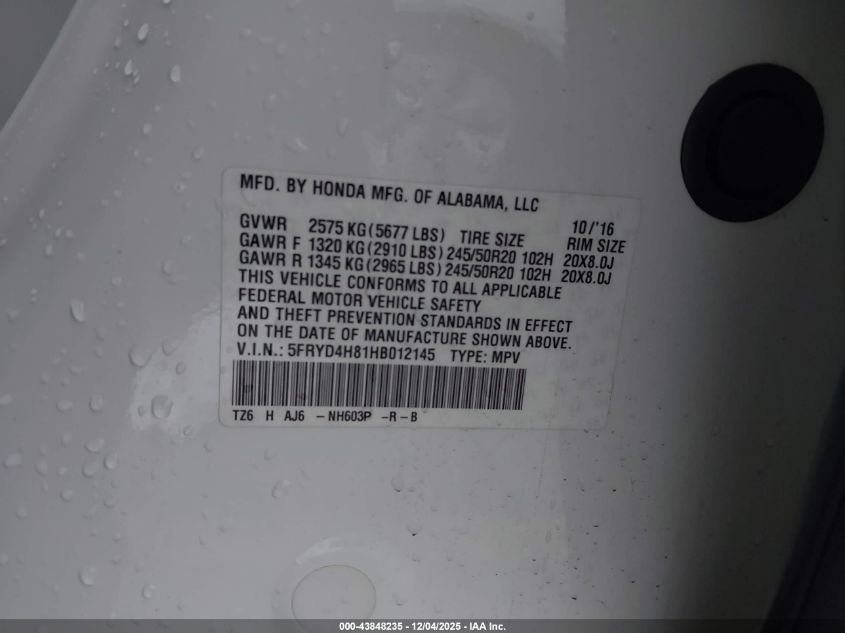 MFD. BY HONDA MFG. OF ALABAMA, LLC
10/'16
GVWR 2575 KG(5677 LBS) TIRE SIZE RIM SIZE
GAWR F 1320 KG(2910 LBS) 245/50R20 102H 20X8.0J
GAWR R 1345 KG(2965 LBS) 245/50R20 102H 20X8.0J
THIS VEHICLE CONFORMS TO ALL APPLICABLE
FEDERAL MOTOR VEHICLE SAFETY
AND THEFT PREVENTION STANDARDS IN EFFECT
ON THE DATE OF MANUFACTURE SHOWN ABOVE.
V.I.N.: 5FRYD4H81HB012145 TYPE: MPV
TZ6 H AJ6 -NH603P -R-B
000-43848235 - 12/04/2025 - IAA Inc.